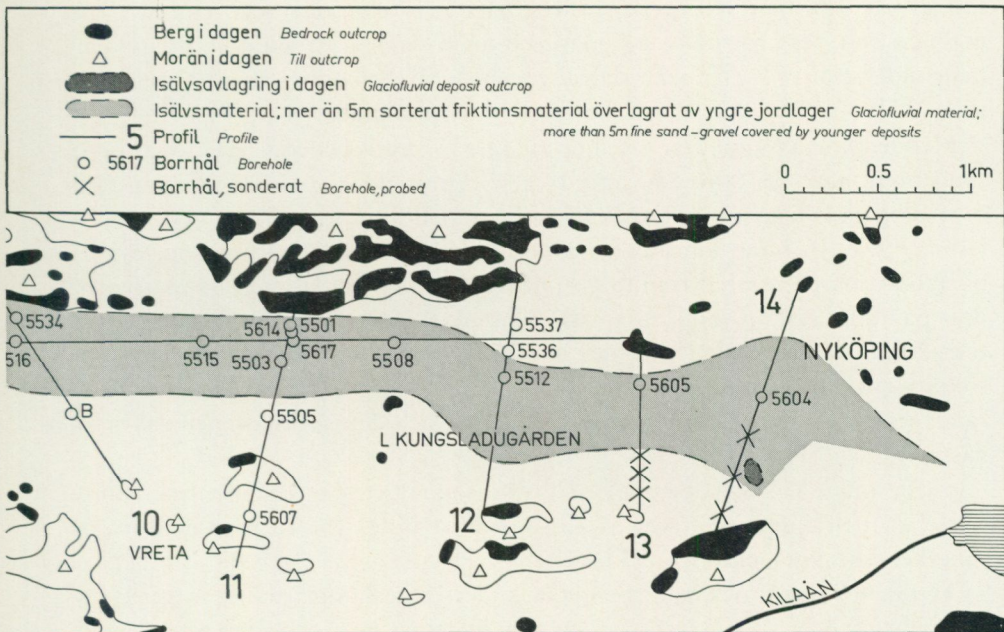 Berg i dagen Bedrock outcrop
Morän i dagen Till outcrop
Isälvsavlagring i dagen Glaciofluvial deposit outcrop
Isälvsmaterial; mer än 5m sorterat friktionsmaterial överlagrat av yngre jordlager Glaciofluvial material;
more than 5m fine sand-gravel covered by younger deposits
5 Profil Profile
5617 Borrhål Borehole
Borrhål, sonderat Borehole, probed
0 0.5 1km
14
5534
5614 5501
5537
516
5515
5617
5508
5536
NYKÖPING
5503
5512
5605
5604
B
5505
L KUNGSLADUGÅRDEN
10
5607
12
13
VRETA
11
KILAÅN